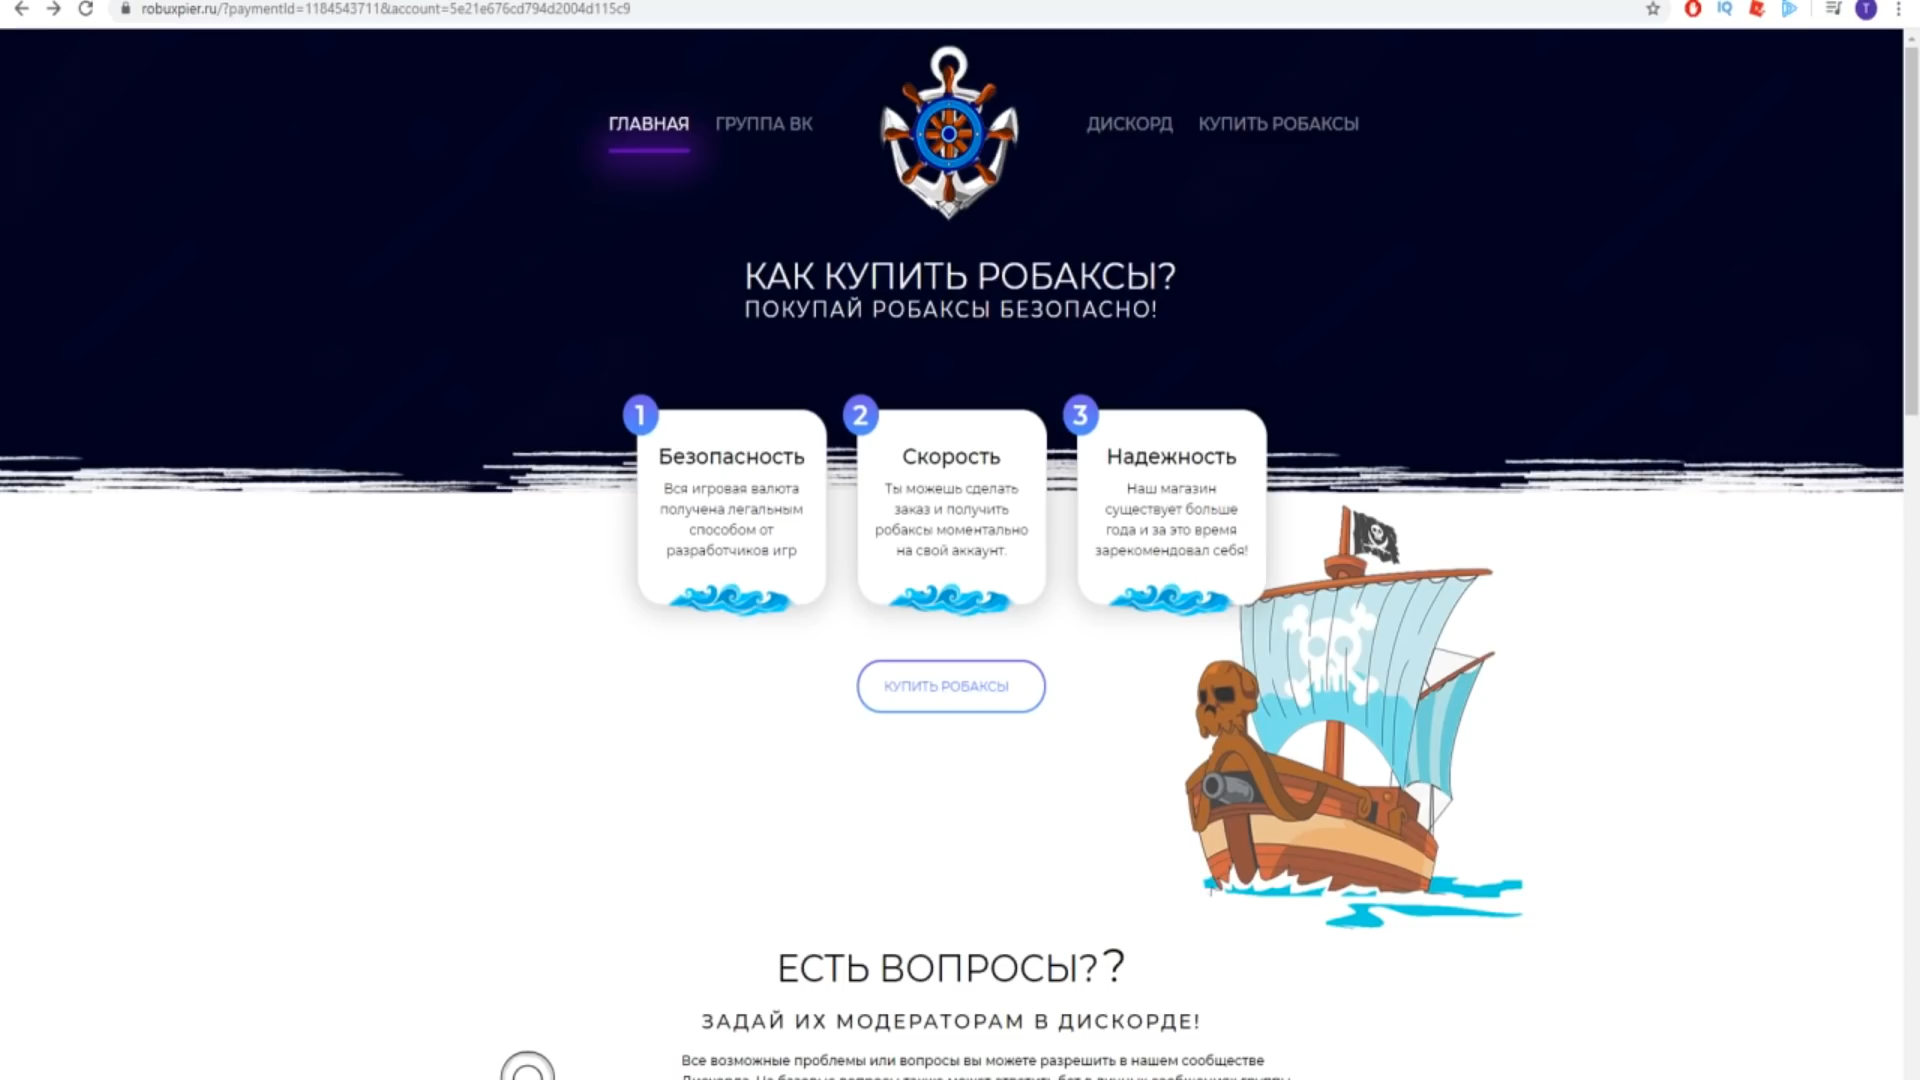 robuxpier.ru/?paymentId=1184543711&account=5e21e676cd794d2004d115c9
IQ
T
ГЛАВНАЯ ГРУППА ВК ДИСКОРД КУПИТЬ РОБАКСЫ
КАК КУПИТЬ РОБАКСЫ?
ПОКУПАЙ РОБАКСЫ БЕЗОПАСНО!
1
Безопасность
Вся игровая валюта
получена легальным
способом от
разработчиков игр
2
Скорость
Ты можешь сделать
заказ и получить
робаксы моментально
на свой аккаунт.
3
Надежность
Наш магазин
существует больше
года и за это время
зарекомендовал себя!
КУПИТЬ РОБАКСЫ
ЕСТЬ ВОПРОСЫ??
ЗАДАЙ ИХ МОДЕРАТОРАМ В ДИСКОРДЕ!
Все возможные проблемы или вопросы вы можете разрешить в нашем сообществе